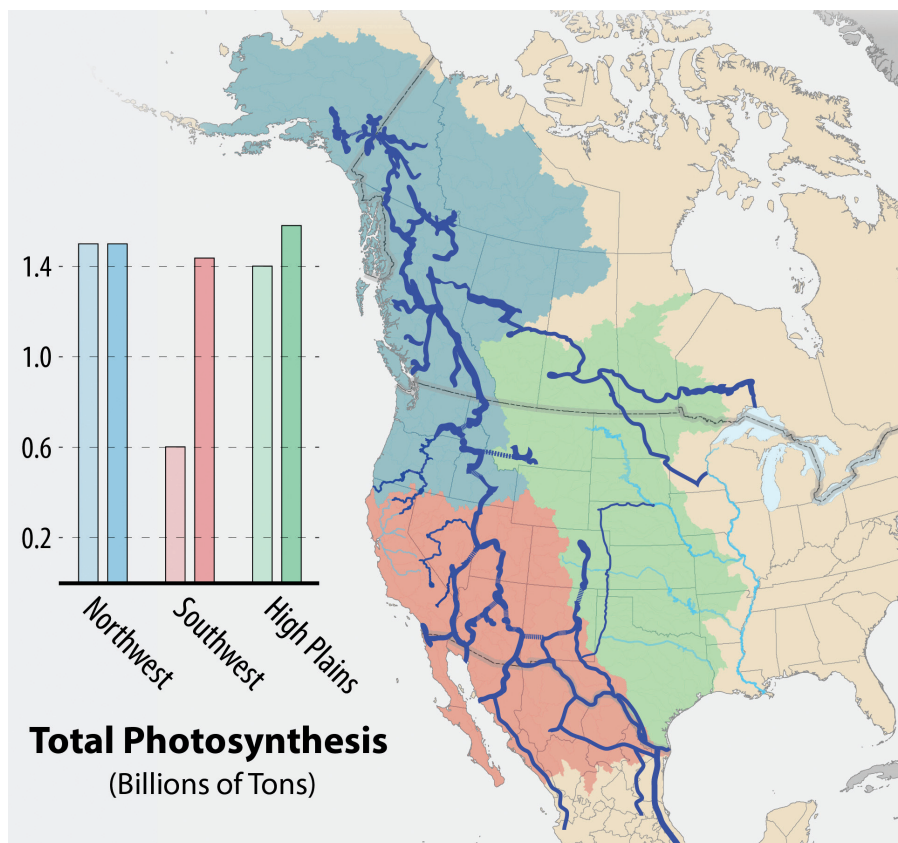 1.4
1.0
0.6
0.2
Northwest
Southwest
High Plains
Total Photosynthesis
(Billions of Tons)